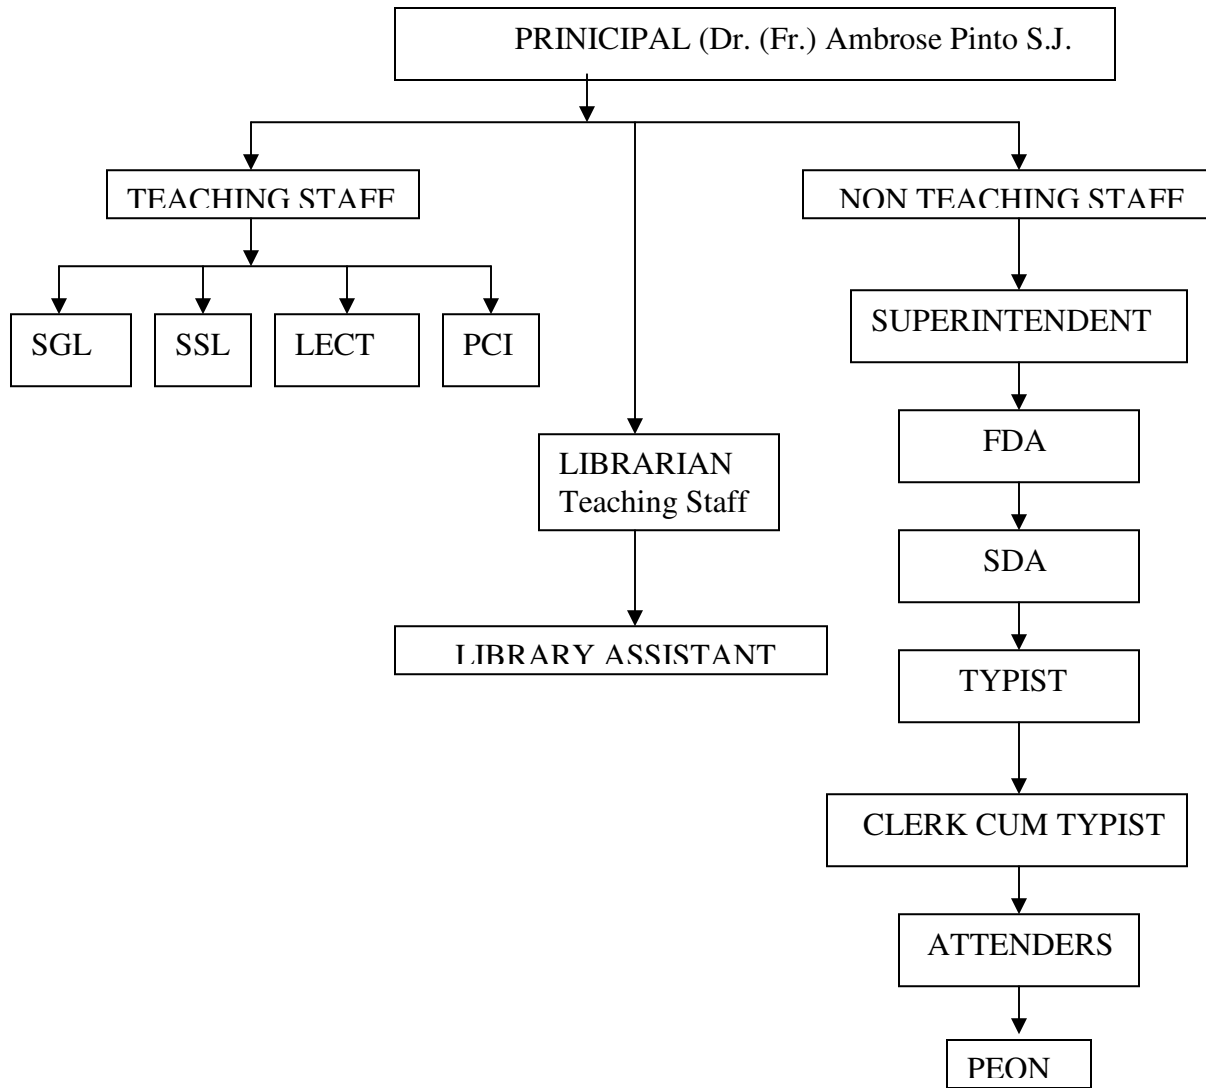 PRINICIPAL (Dr. (Fr.) Ambrose Pinto S.J.
TEACHING STAFF
NON TEACHING STAFF
SGL
SSL
LECT
PCI
SUPERINTENDENT
FDA
LIBRARIAN
Teaching Staff
SDA
LIBRARY ASSISTANT
TYPIST
CLERK CUM TYPIST
ATTENDERS
PEON